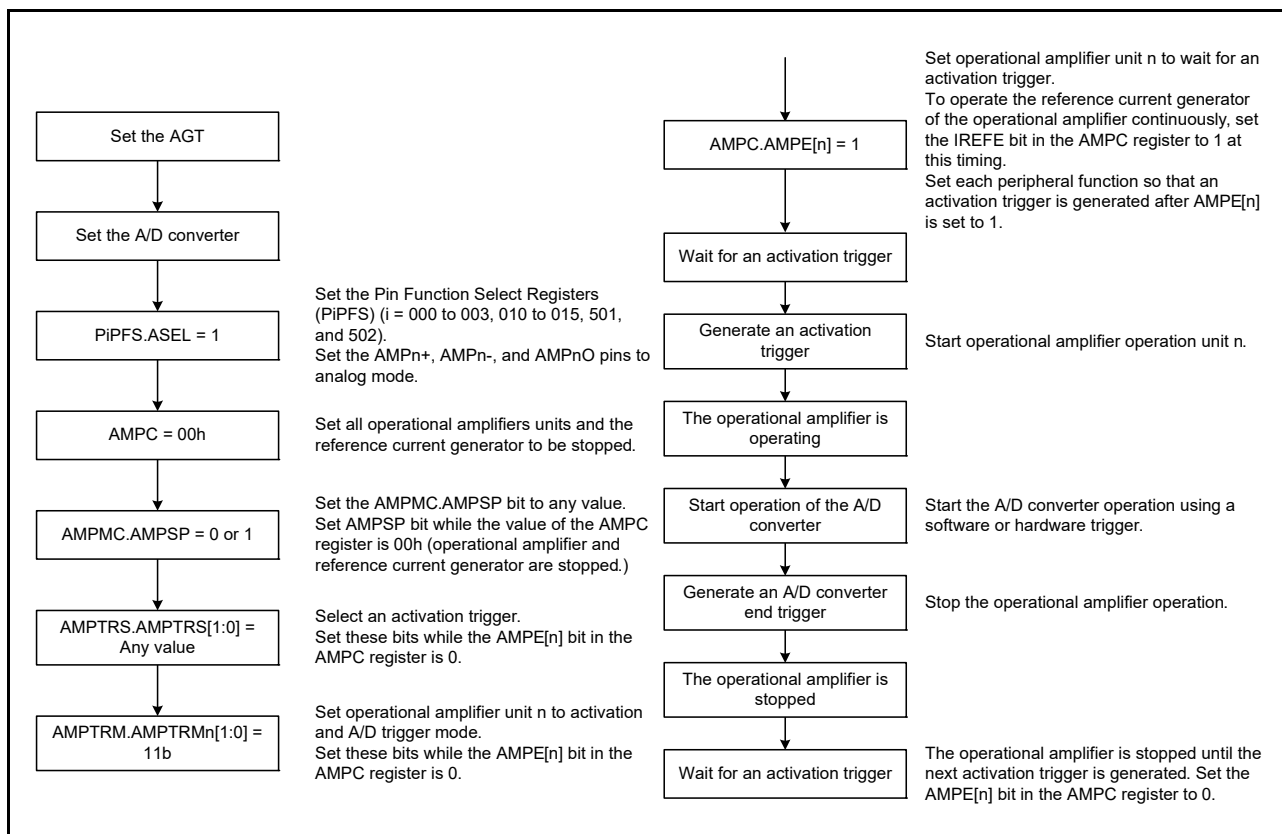 Set the AGT
Set the A/D converter
PiPFS.ASEL = 1
Set the Pin Function Select Registers
(PiPFS) (i = 000 to 003, 010 to 015, 501,
and 502).
Set the AMPn+, AMPn-, and AMPnO pins to
analog mode.
AMPC = 00h
Set all operational amplifiers units and the
reference current generator to be stopped.
AMPMC.AMPSP = 0 or 1
Set the AMPMC.AMPSP bit to any value.
Set AMPSP bit while the value of the AMPC
register is 00h (operational amplifier and
reference current generator are stopped.)
AMPTRS.AMPTRS[1:0] =
Any value
Select an activation trigger.
Set these bits while the AMPE[n] bit in the
AMPC register is 0.
AMPTRM.AMPTRMn[1:0] =
11b
Set operational amplifier unit n to activation
and A/D trigger mode.
Set these bits while the AMPE[n] bit in the
AMPC register is 0.
AMPC.AMPE[n] = 1
Set operational amplifier unit n to wait for an
activation trigger.
To operate the reference current generator
of the operational amplifier continuously, set
the IREFE bit in the AMPC register to 1 at
this timing.
Set each peripheral function so that an
activation trigger is generated after AMPE[n]
is set to 1.
Wait for an activation trigger
Generate an activation
trigger
Start operational amplifier operation unit n.
The operational amplifier is
operating
Start operation of the A/D
converter
Start the A/D converter operation using a
software or hardware trigger.
Generate an A/D converter
end trigger
Stop the operational amplifier operation.
The operational amplifier is
stopped
Wait for an activation trigger
The operational amplifier is stopped until the
next activation trigger is generated. Set the
AMPE[n] bit in the AMPC register to 0.